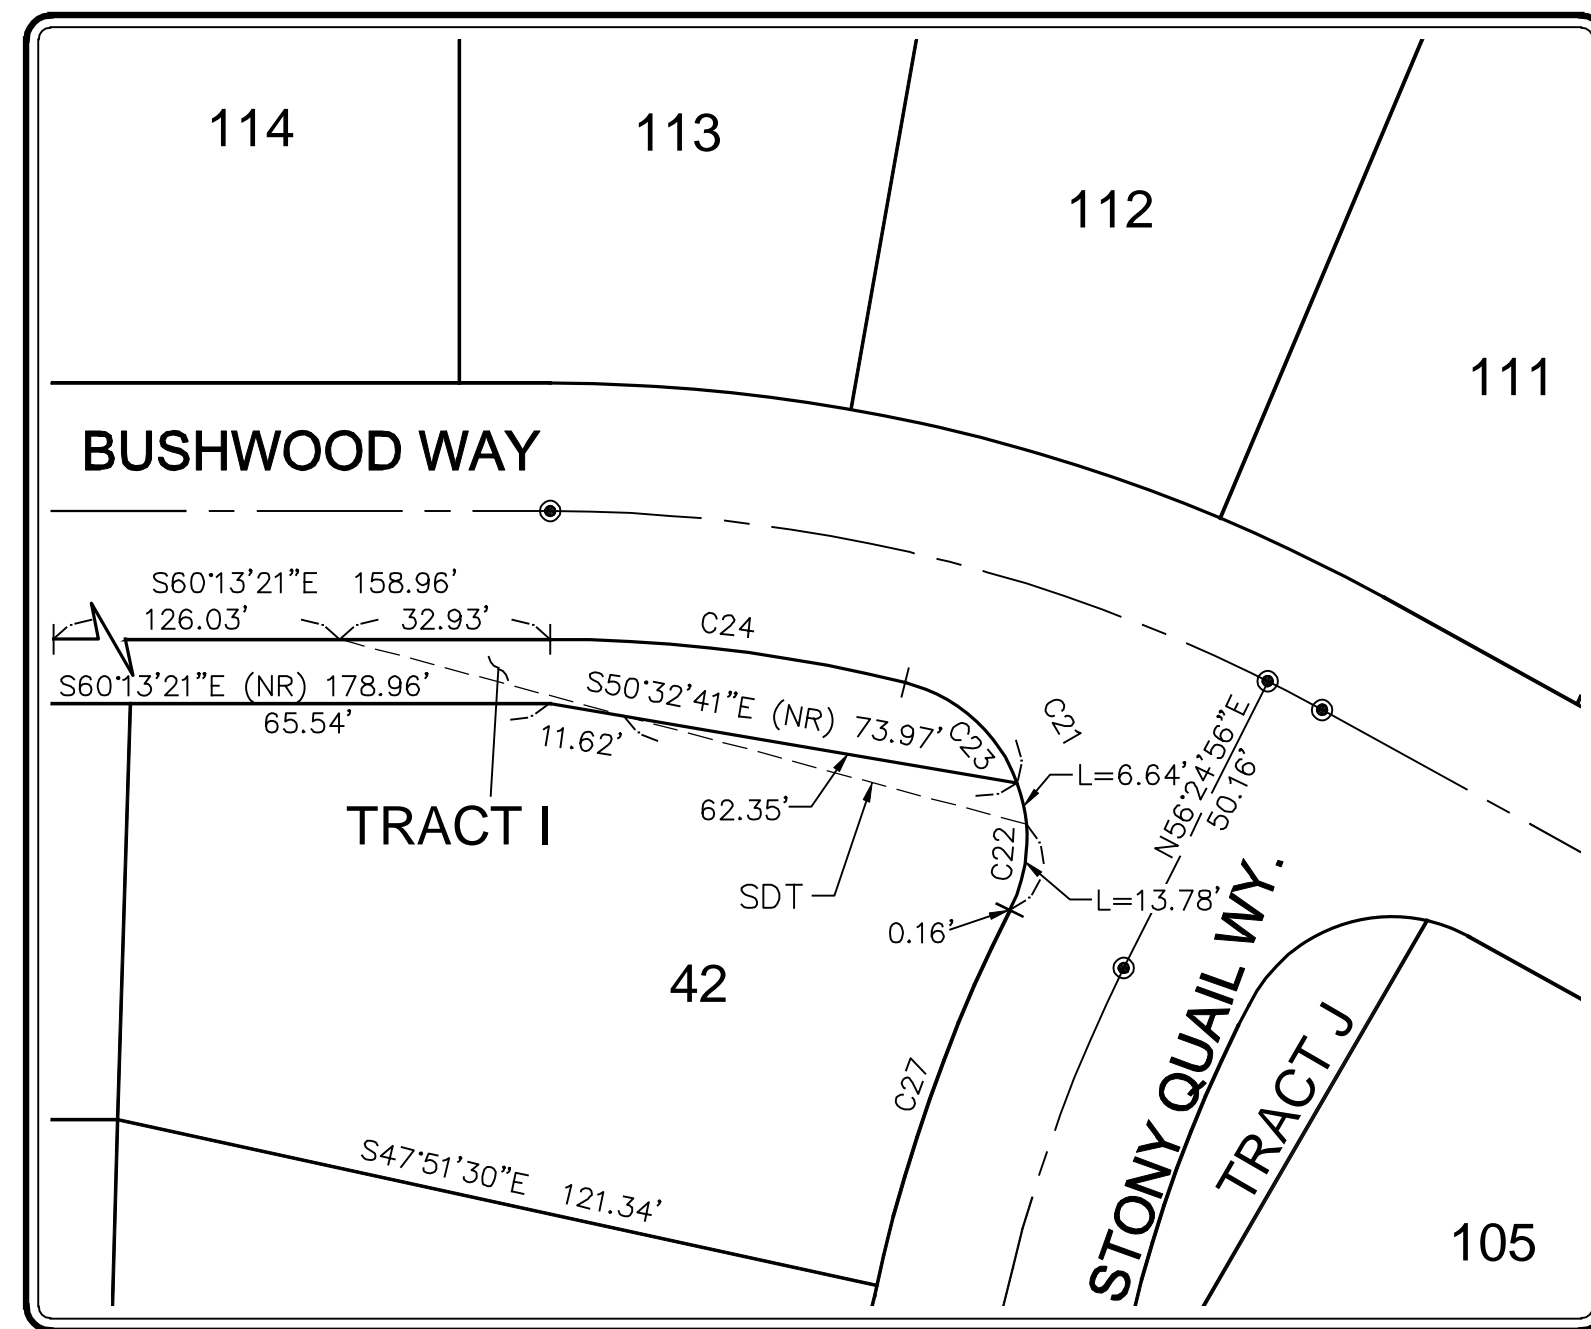 114
113
112
111
BUSHWOOD WAY
S60°13'21"E 158.96'
126.03' 32.93'
C24
S60°13'21"E (NR) 178.96'
65.54'
S50°32'41"E (NR) 73.97'
11.62'
C23
C21
L=6.64'
N56°24'56"E
50.16'
62.35'
TRACT I
C22
SDT
L=13.78'
0.16'
42
STONY QUAIL WY.
TRACT J
C27
S47°51'30"E 121.34'
105